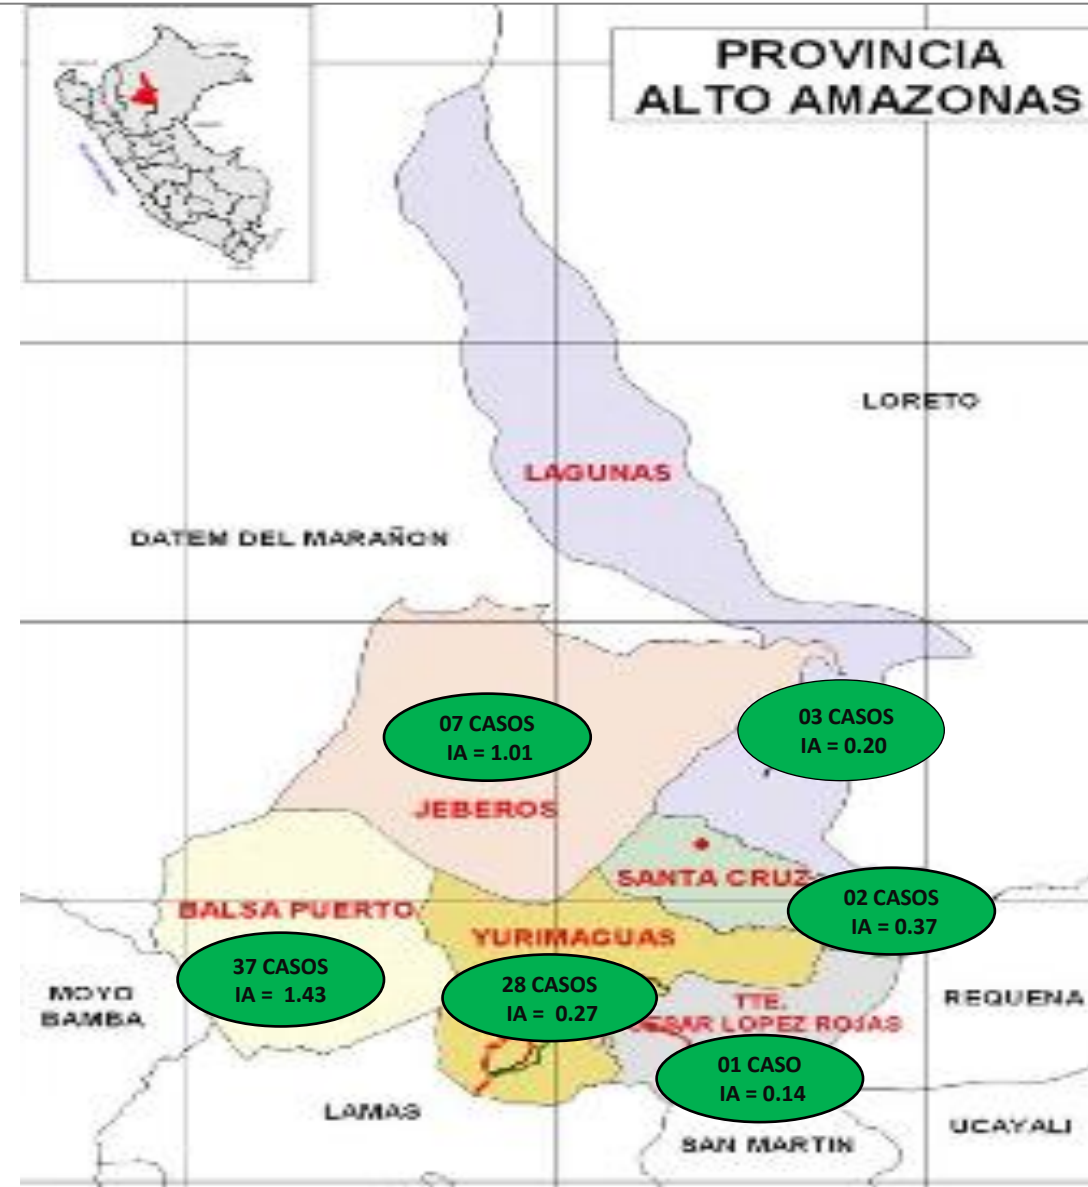 PROVINCIA
ALTO AMAZONAS
LORETO
LAGUNAS
DATEM DEL MARAÑON
07 CASOS
IA = 1.01
03 CASOS
IA = 0.20
JEBEROS
SANTA CRUZ
02 CASOS
IA = 0.37
BALSA PUERTO
YURIMAGUAS
37 CASOS
IA = 1.43
28 CASOS
IA = 0.27
MOYO
BAMBA
TTE.
ESAR LOPEZ ROJAS
REQUENA
01 CASO
IA = 0.14
LAMAS
SAN MARTIN
UCAYALI